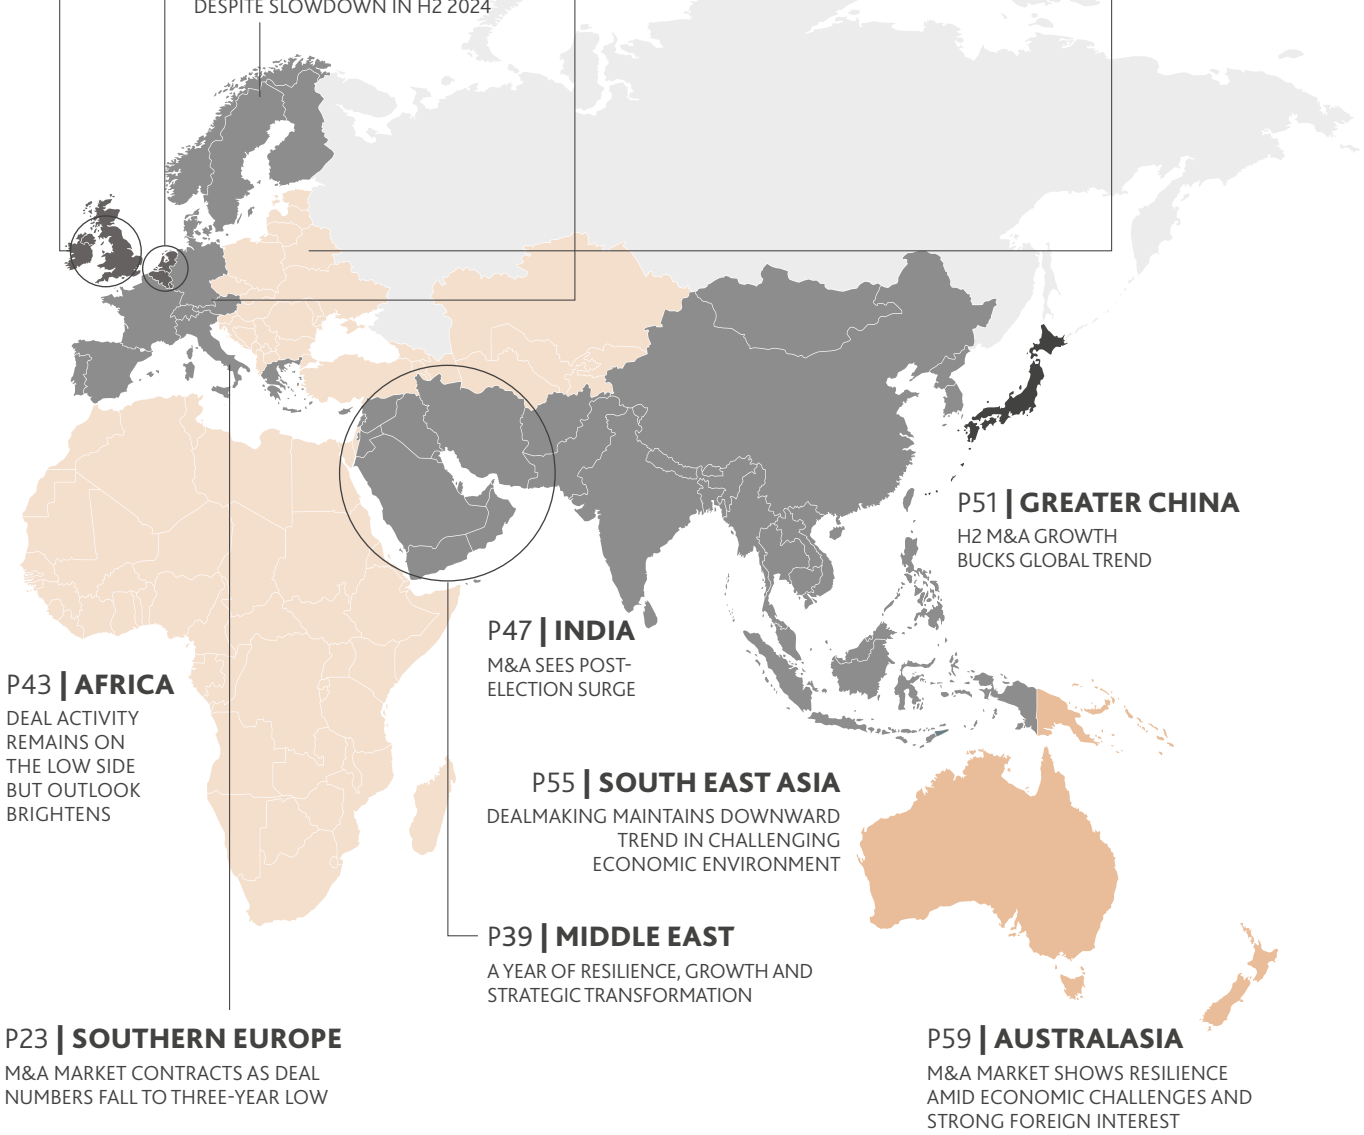 DESPITE SLOWDOWN IN H2 2024
P51 | GREATER CHINA
H2 M&A GROWTH
BUCKS GLOBAL TREND
P47 | INDIA
M&A SEES POST-
ELECTION SURGE
P43 | AFRICA
DEAL ACTIVITY
REMAINS ON
THE LOW SIDE
BUT OUTLOOK
BRIGHTENS
P55 | SOUTH EAST ASIA
DEALMAKING MAINTAINS DOWNWARD
TREND IN CHALLENGING
ECONOMIC ENVIRONMENT
P39 | MIDDLE EAST
A YEAR OF RESILIENCE, GROWTH AND
STRATEGIC TRANSFORMATION
P23 | SOUTHERN EUROPE
M&A MARKET CONTRACTS AS DEAL
NUMBERS FALL TO THREE-YEAR LOW
P59 | AUSTRALASIA
M&A MARKET SHOWS RESILIENCE
AMID ECONOMIC CHALLENGES AND
STRONG FOREIGN INTEREST